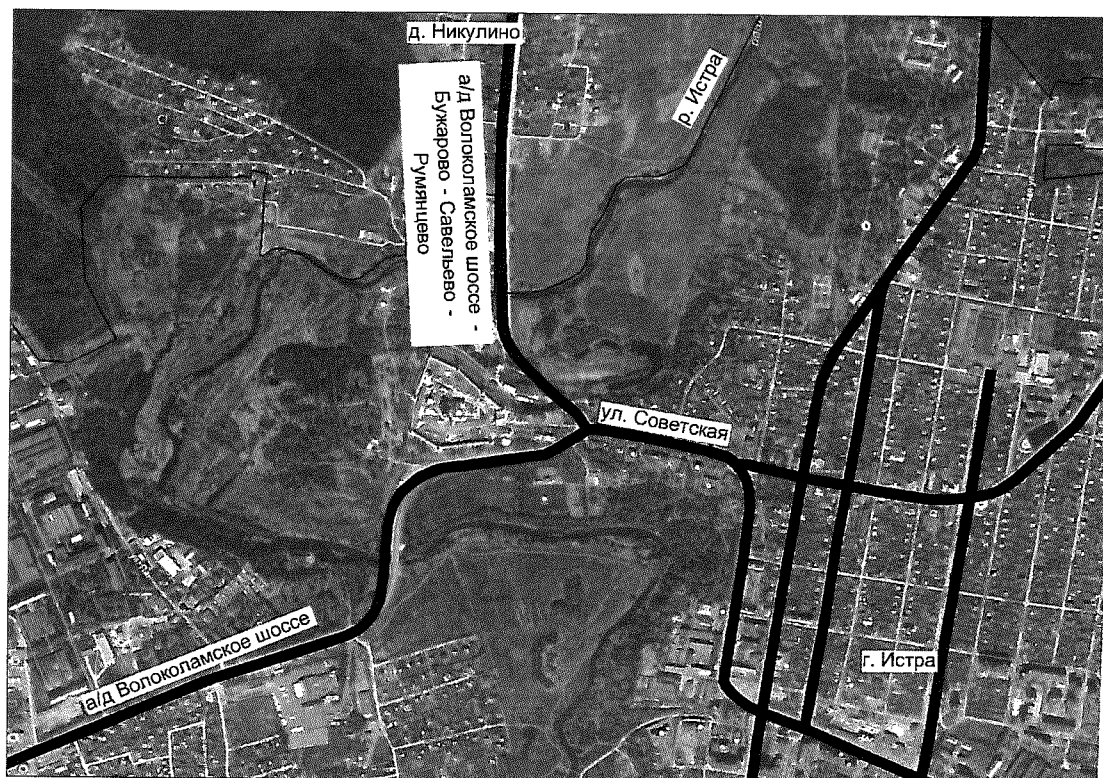 д. Никулино
а/д Волоколамское шоссе -
Бужарово - Савельево -
Румянцево
р. Истра
ул. Советская
а/д Волоколамское шоссе
г. Истра